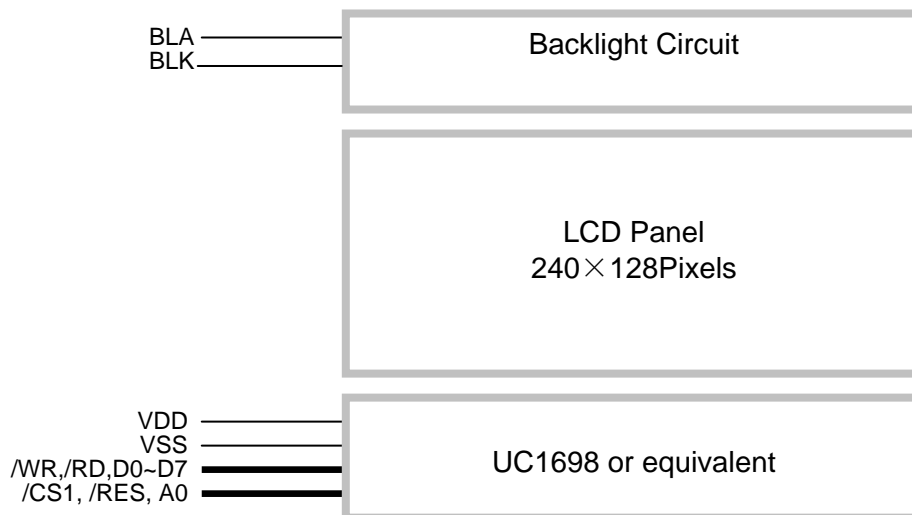 BLA
BLK
Backlight Circuit
LCD Panel
240×128Pixels
VDD
VSS
/WR,/RD,D0~D7
/CS1, /RES, A0
UC1698 or equivalent